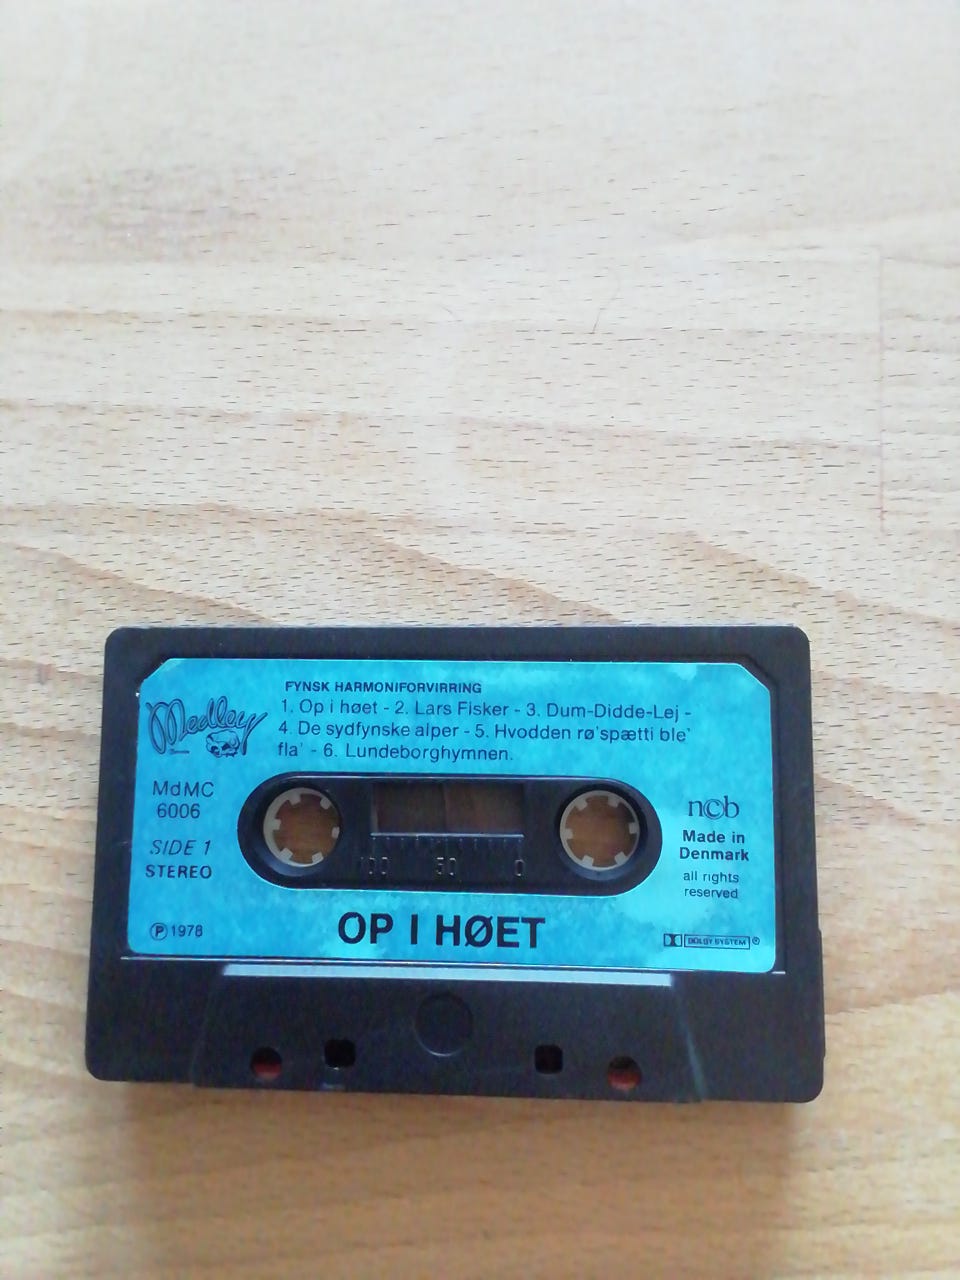 FYNSK HARMONIFORVIRRING
1. Op i høet - 2. Lars Fisker - 3. Dum-Didde-Lej -
4. De sydfynske alper - 5. Hvodden rø'spætti ble'
fla' - 6. Lundeborghymnen.
Medley
MdMC
6006
SIDE 1
STEREO
℗ 1978
100 50 0
ncb
Made in
Denmark
all rights
reserved
OP I HØET
DOLBY SYSTEM ®